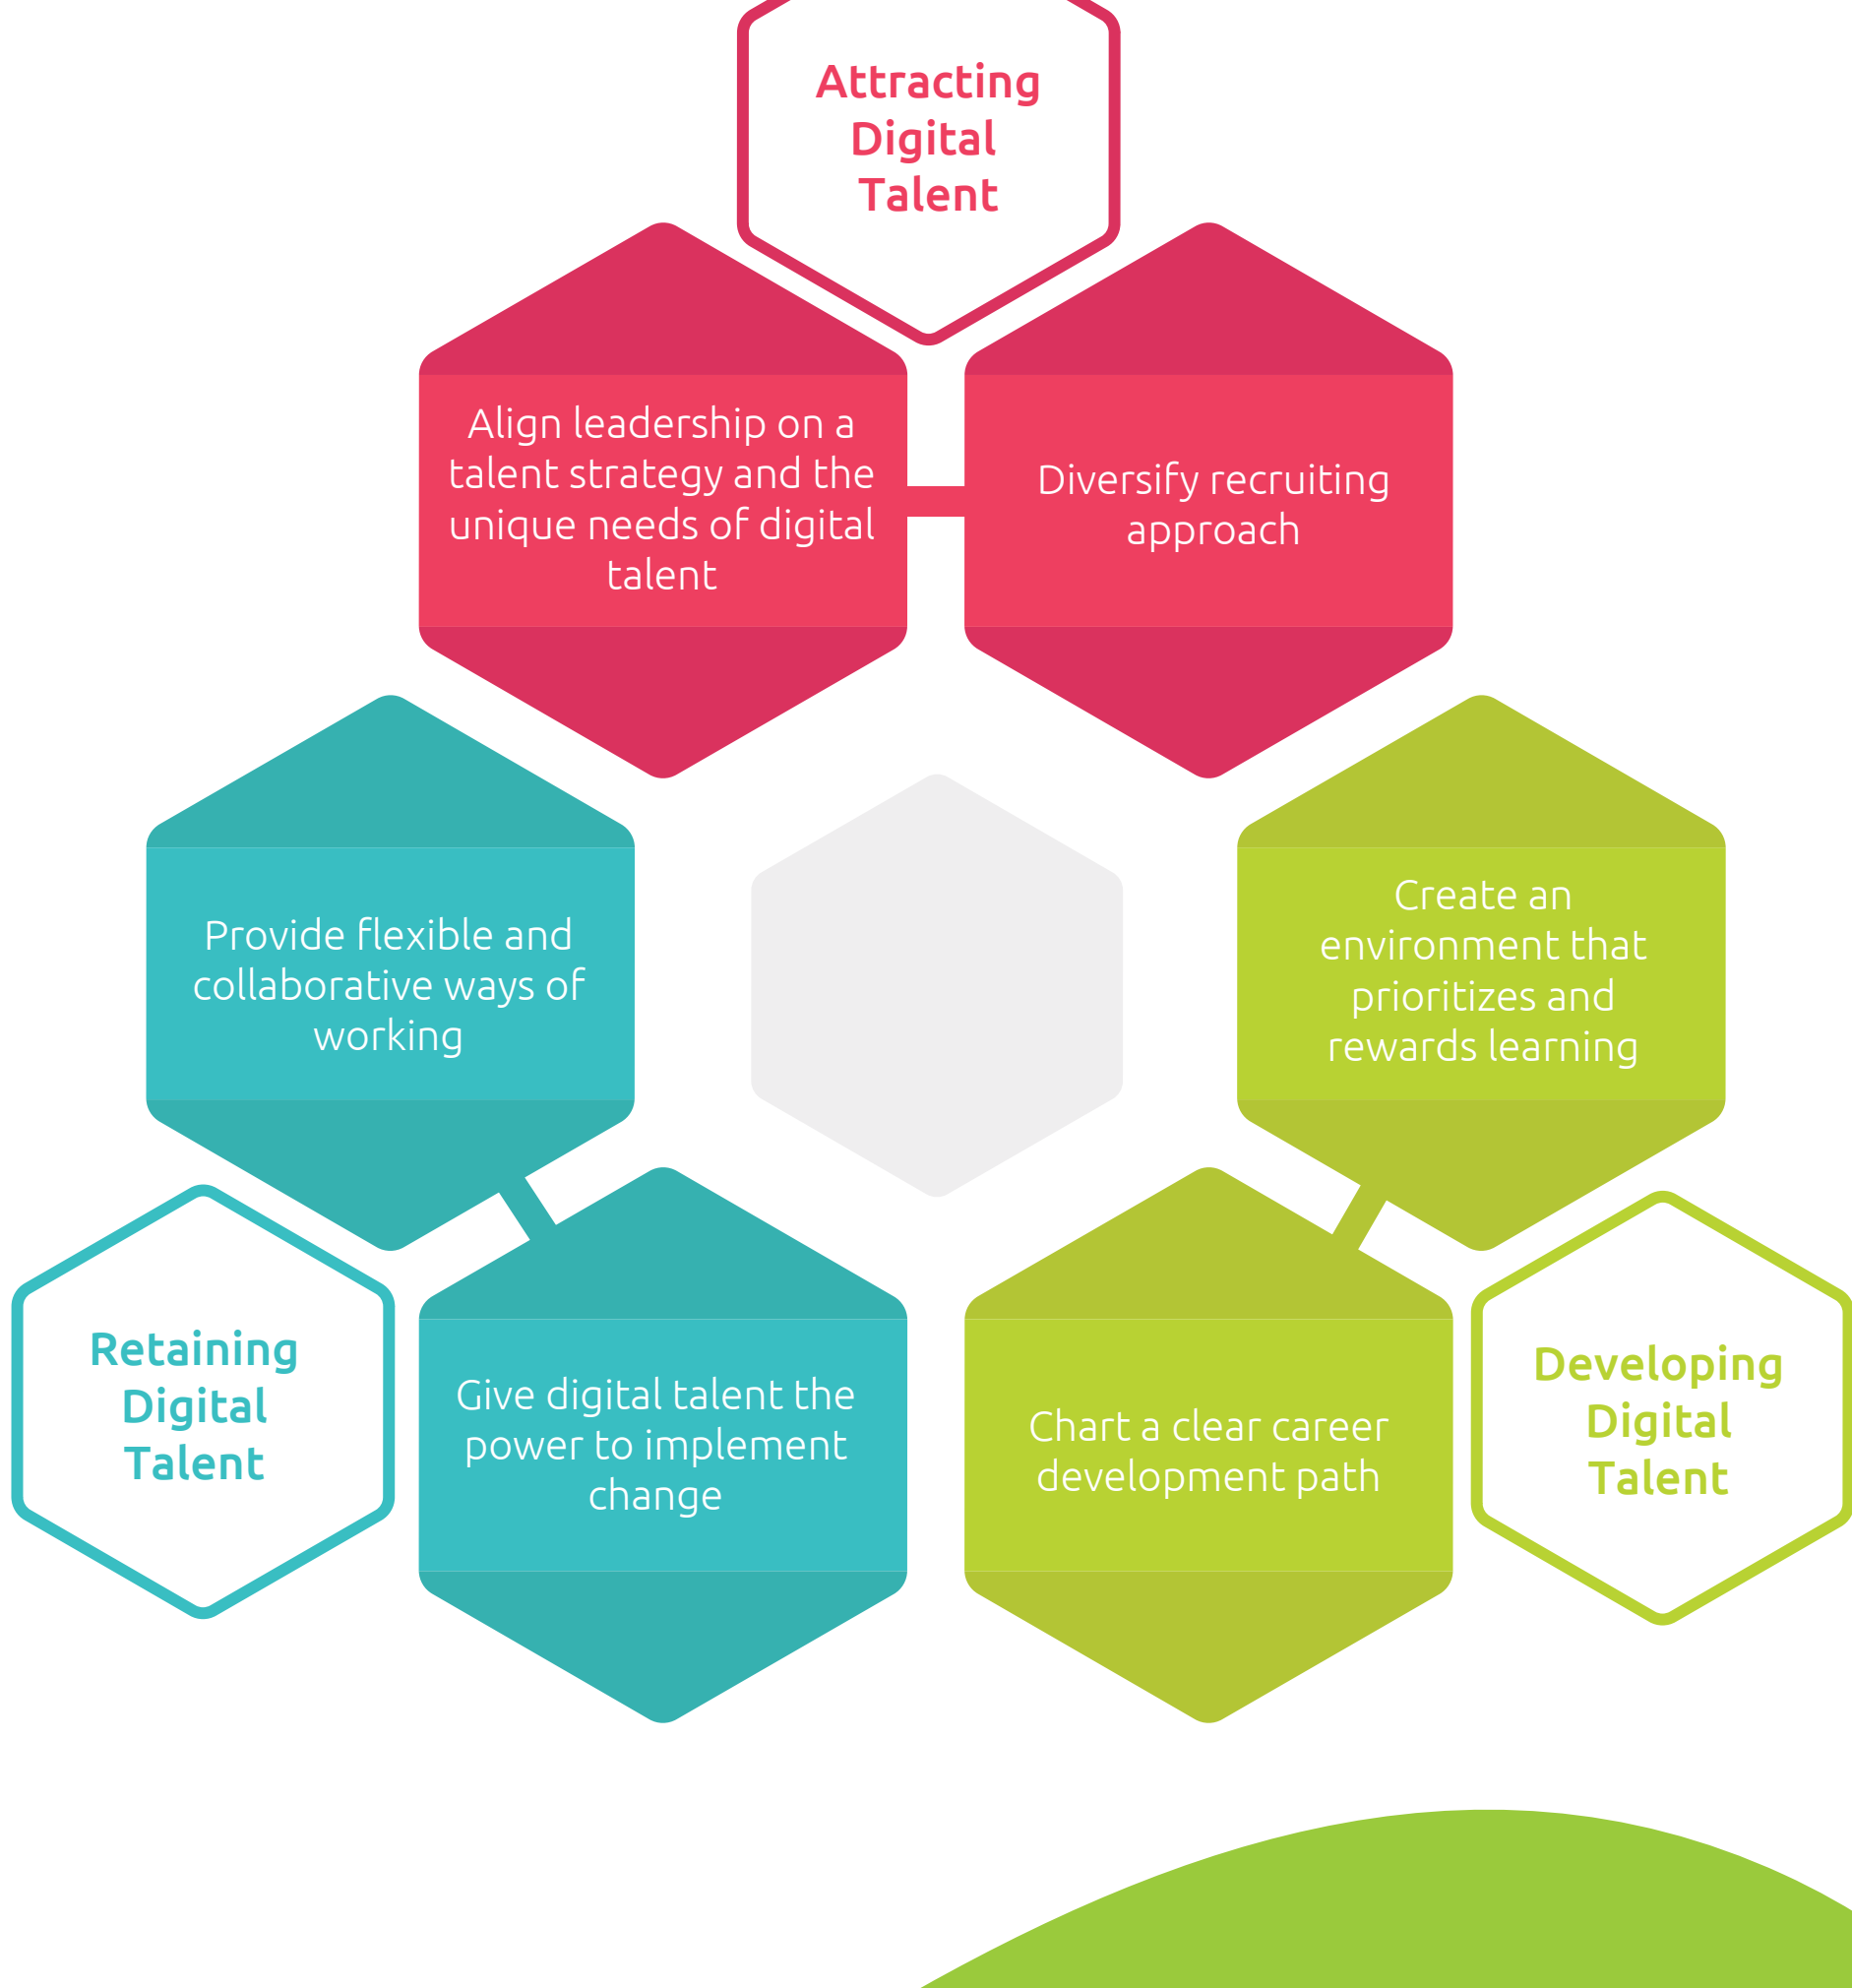 Attracting
Digital
Talent
Align leadership on a
talent strategy and the
unique needs of digital
talent
Diversify recruiting
approach
Provide flexible and
collaborative ways of
working
Create an
environment that
prioritizes and
rewards learning
Retaining
Digital
Talent
Give digital talent the
power to implement
change
Chart a clear career
development path
Developing
Digital
Talent